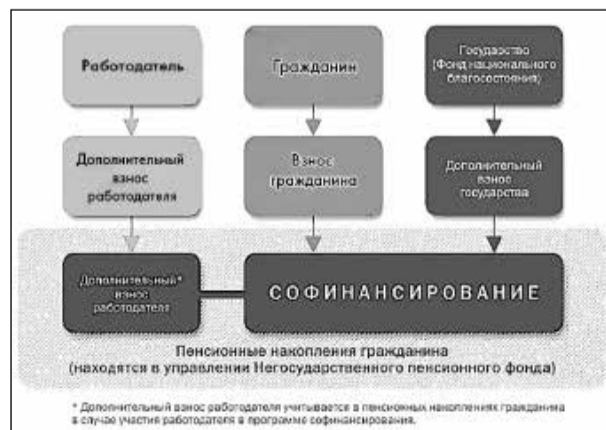 Работодатель
Гражданин
Государство
(Фонд национального
благосостояния)
Дополнительный
взнос
работодателя
Взнос
гражданина
Дополнительный
взнос
государства
Дополнительный*
взнос
работодателя
СОФИНАНСИРОВАНИЕ
Пенсионные накопления гражданина
(находятся в управлении Негосударственного пенсионного фонда)
* Дополнительный взнос работодателя учитывается в пенсионных накоплениях гражданина
в случае участия работодателя в программе софинансирования.